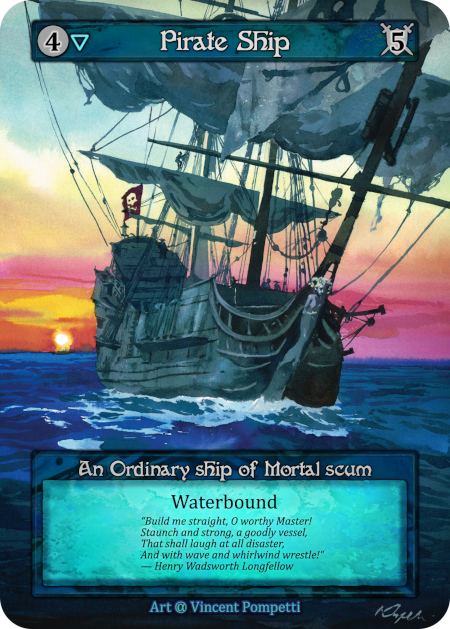 4 Pirate Ship 5
An Ordinary ship of Mortal scum
Waterbound
"Build me straight, O worthy Master!
Staunch and strong, a goodly vessel,
That shall laugh at all disaster,
And with wave and whirlwind wrestle!"
— Henry Wadsworth Longfellow
Art @ Vincent Pompetti